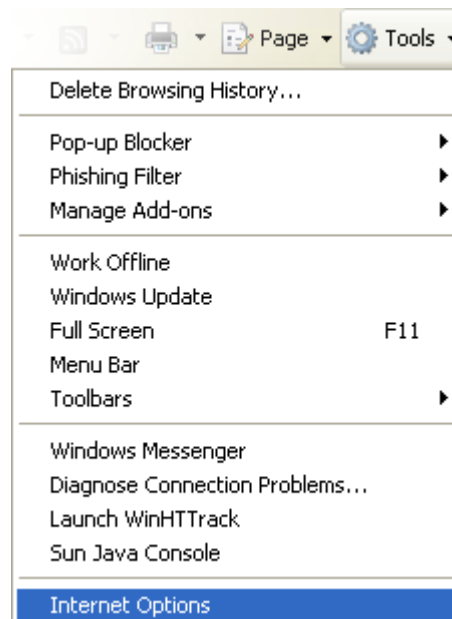 Page Tools
Delete Browsing History...
Pop-up Blocker
Phishing Filter
Manage Add-ons
Work Offline
Windows Update
Full Screen F11
Menu Bar
Toolbars
Windows Messenger
Diagnose Connection Problems...
Launch WinHTTrack
Sun Java Console
Internet Options